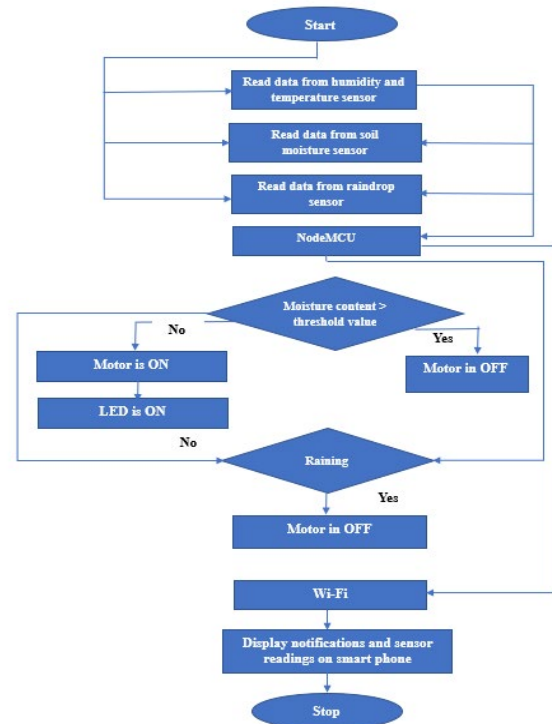 Start
Read data from humidity and
temperature sensor
Read data from soil
moisture sensor
Read data from raindrop
sensor
NodeMCU
Moisture content >
threshold value
No
Yes
Motor is ON
Motor in OFF
LED is ON
No
Raining
Yes
Motor in OFF
Wi-Fi
Display notifications and sensor
readings on smart phone
Stop